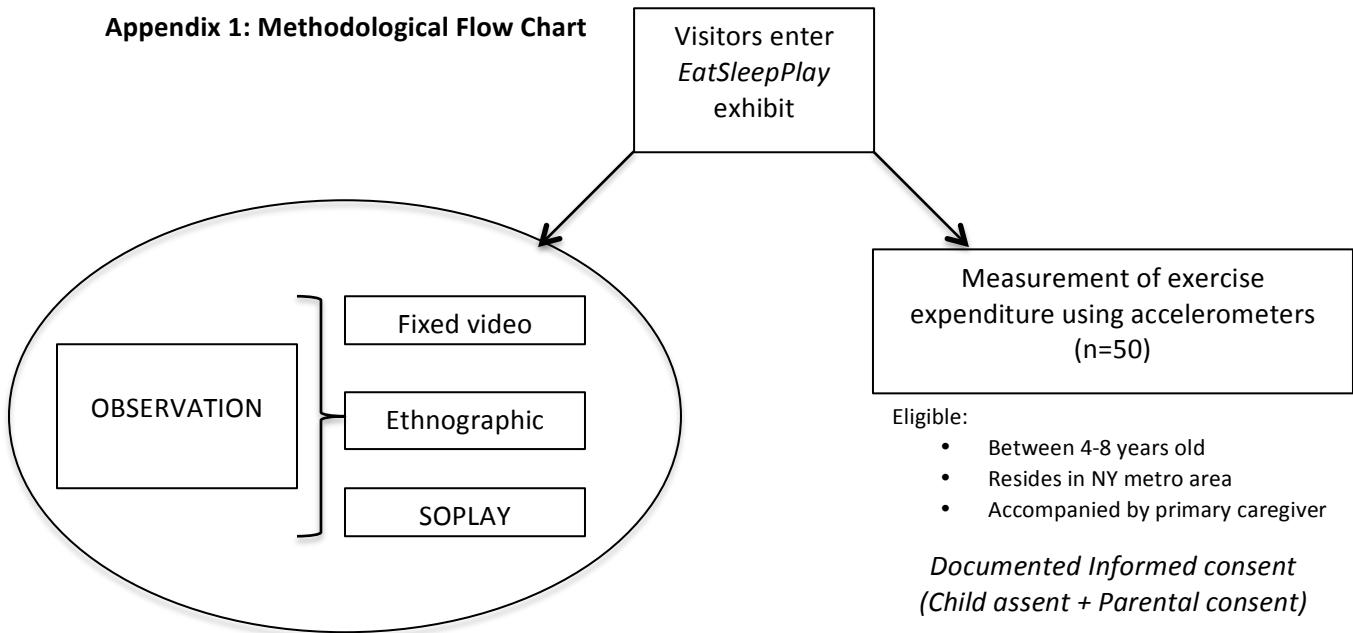 Appendix 1: Methodological Flow Chart
Visitors enter
EatSleepPlay
exhibit
OBSERVATION
Fixed video
Ethnographic
SOPLAY
Measurement of exercise
expenditure using accelerometers
(n=50)
Eligible:
• Between 4-8 years old
• Resides in NY metro area
• Accompanied by primary caregiver
Documented Informed consent
(Child assent + Parental consent)